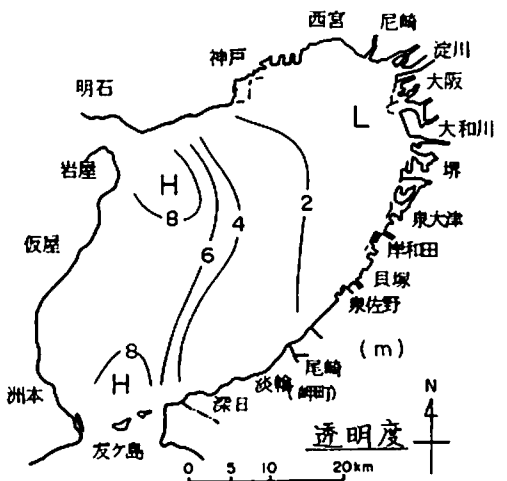 西宮
尼崎
淀川
神戸
大阪
明石
L
大和川
岩屋
H
堺
8
4
2
6
泉大津
仮屋
岸和田
貝塚
泉佐野
8
(m)
尼崎
(岬町)
H
淡輪
洲本
深日
N
友ケ島
透明度
0 5 10 20km